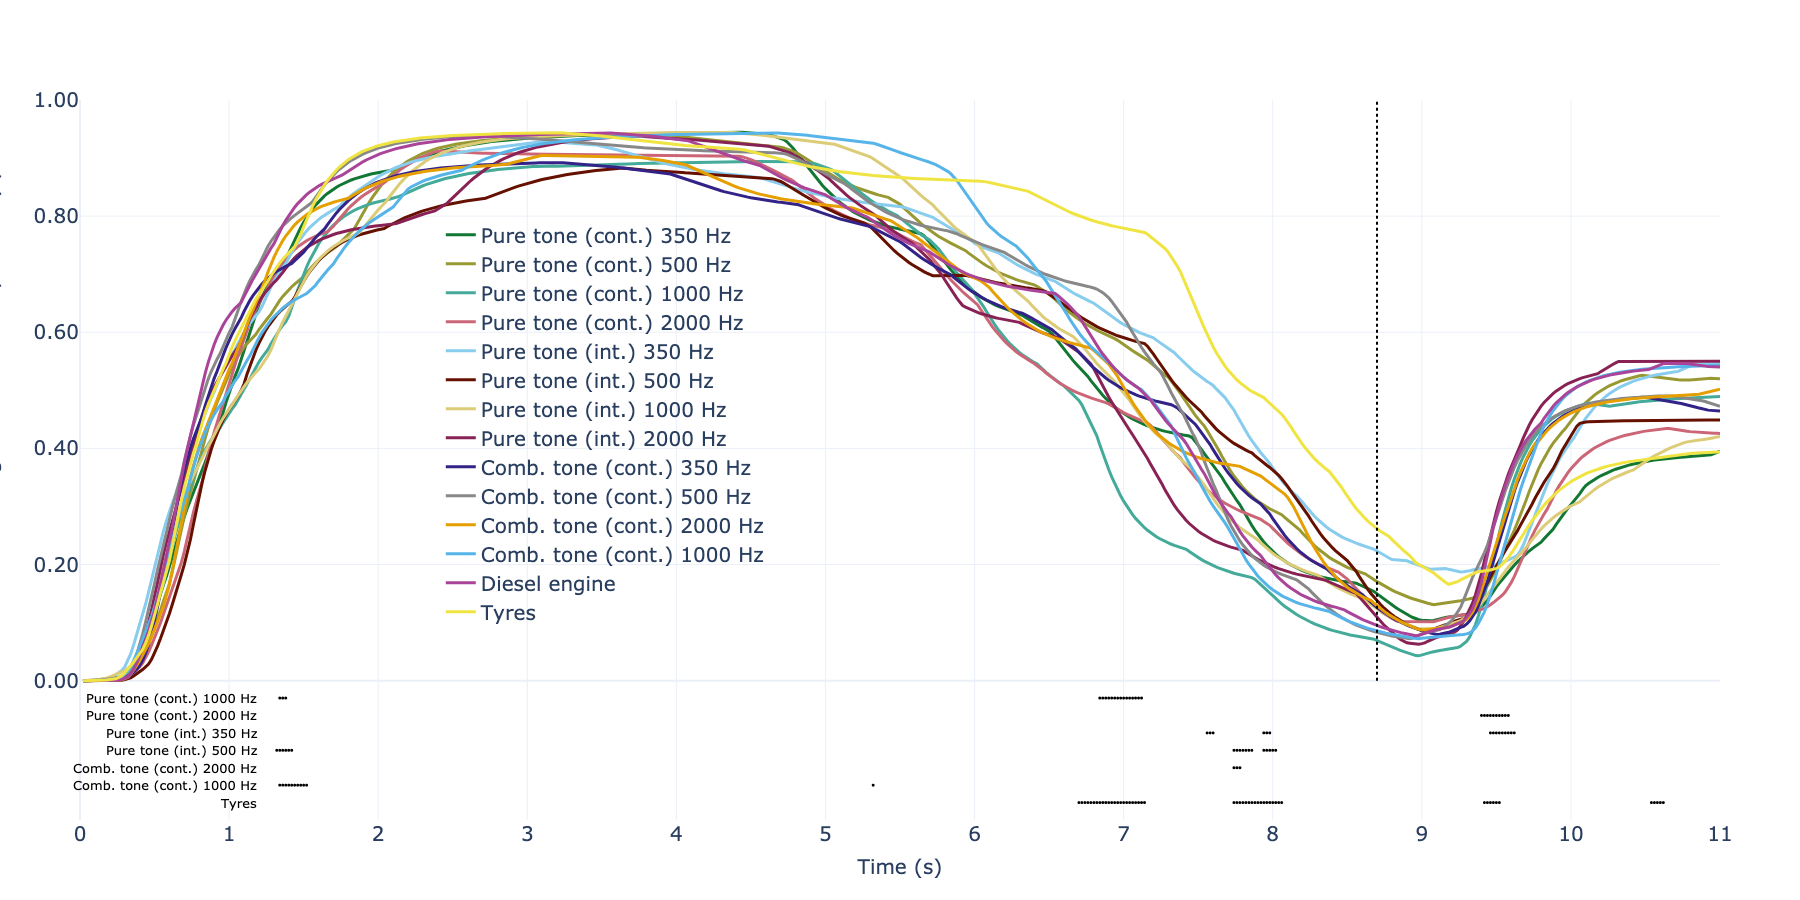 1.00
0.80
0.60
0.40
0.20
0.00
Pure tone (cont.) 350 Hz
Pure tone (cont.) 500 Hz
Pure tone (cont.) 1000 Hz
Pure tone (cont.) 2000 Hz
Pure tone (int.) 350 Hz
Pure tone (int.) 500 Hz
Pure tone (int.) 1000 Hz
Pure tone (int.) 2000 Hz
Comb. tone (cont.) 350 Hz
Comb. tone (cont.) 500 Hz
Comb. tone (cont.) 2000 Hz
Comb. tone (cont.) 1000 Hz
Diesel engine
Tyres
Pure tone (cont.) 1000 Hz
Pure tone (cont.) 2000 Hz
Pure tone (int.) 350 Hz
Pure tone (int.) 500 Hz
Comb. tone (cont.) 2000 Hz
Comb. tone (cont.) 1000 Hz
Tyres
0 1 2 3 4 5 6 7 8 9 10 11
Time (s)